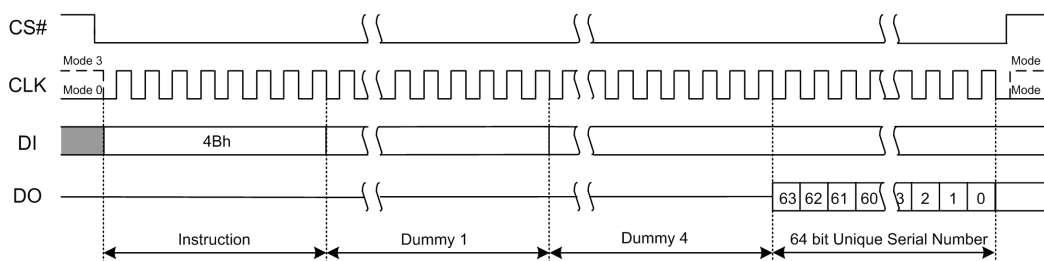 CS#
Mode 3
Mode
CLK
Mode 0
Mode
DI
4Bh
DO
63 62 61 60 3 2 1 0
Instruction Dummy 1 Dummy 4 64 bit Unique Serial Number